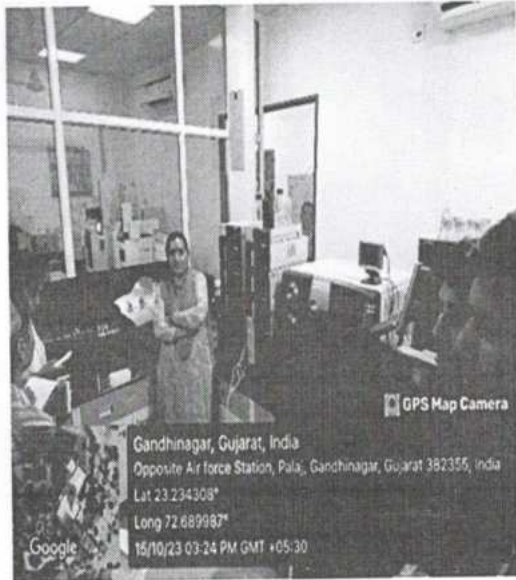 GPS Map Camera
Gandhinagar, Gujarat, India
Opposite Air force Station, Palaj, Gandhinagar, Gujarat 382355, India
Lat 23.234308°
Long 72.689987°
15/10/23 03:24 PM GMT +05:30
Google